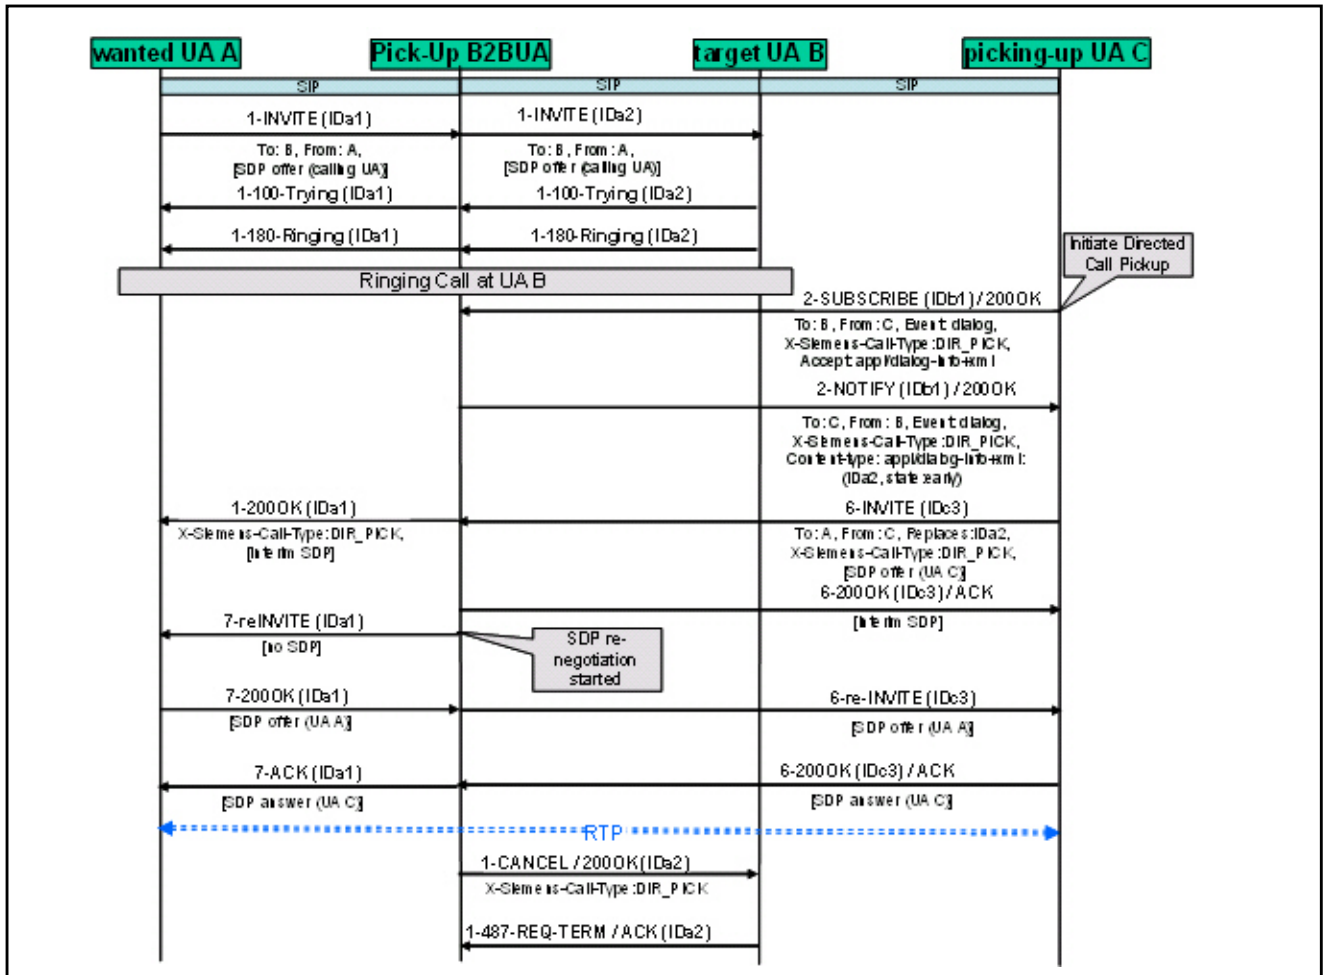 wanted UA A
Pick-Up B2BUA
target UA B
picking-up UA C
SIP
SIP
SIP
1-INVITE (IDa1)
1-INVITE (IDa2)
To: B, From: A,
[SDP offer (calling UA)]
To: B, From: A,
[SDP offer (calling UA)]
1-100-Trying (IDa1)
1-100-Trying (IDa2)
1-180-Ringing (IDa1)
1-180-Ringing (IDa2)
Initiate Directed
Call Pickup
Ringing Call at UA B
2-SUBSCRIBE (IDb1) / 200OK
To: B, From: C, Event: dialog,
X-Siemens-Call-Type:DIR_PICK,
Accept: appl/dialog-info+xml
2-NOTIFY (IDb1) / 200OK
To: C, From: B, Event: dialog,
X-Siemens-Call-Type:DIR_PICK,
Content-type: appl/dialog-info+xml:
(IDa2, state:early)
1-200OK (IDa1)
6-INVITE (IDc3)
X-Siemens-Call-Type:DIR_PICK,
[Interim SDP]
To: A, From: C, Replaces:IDa2,
X-Siemens-Call-Type:DIR_PICK,
[SDP offer (UA C)]
6-200OK (IDc3) / ACK
[Interim SDP]
7-reINVITE (IDa1)
[no SDP]
SDP re-
negotiation
started
7-200OK (IDa1)
6-re-INVITE (IDc3)
[SDP offer (UA A)]
[SDP offer (UA A)]
7-ACK (IDa1)
6-200OK (IDc3) / ACK
[SDP answer (UA C)]
[SDP answer (UA C)]
RTP
1-CANCEL / 200OK(IDa2)
X-Siemens-Call-Type:DIR_PICK
1-487-REQ-TERM / ACK (IDa2)